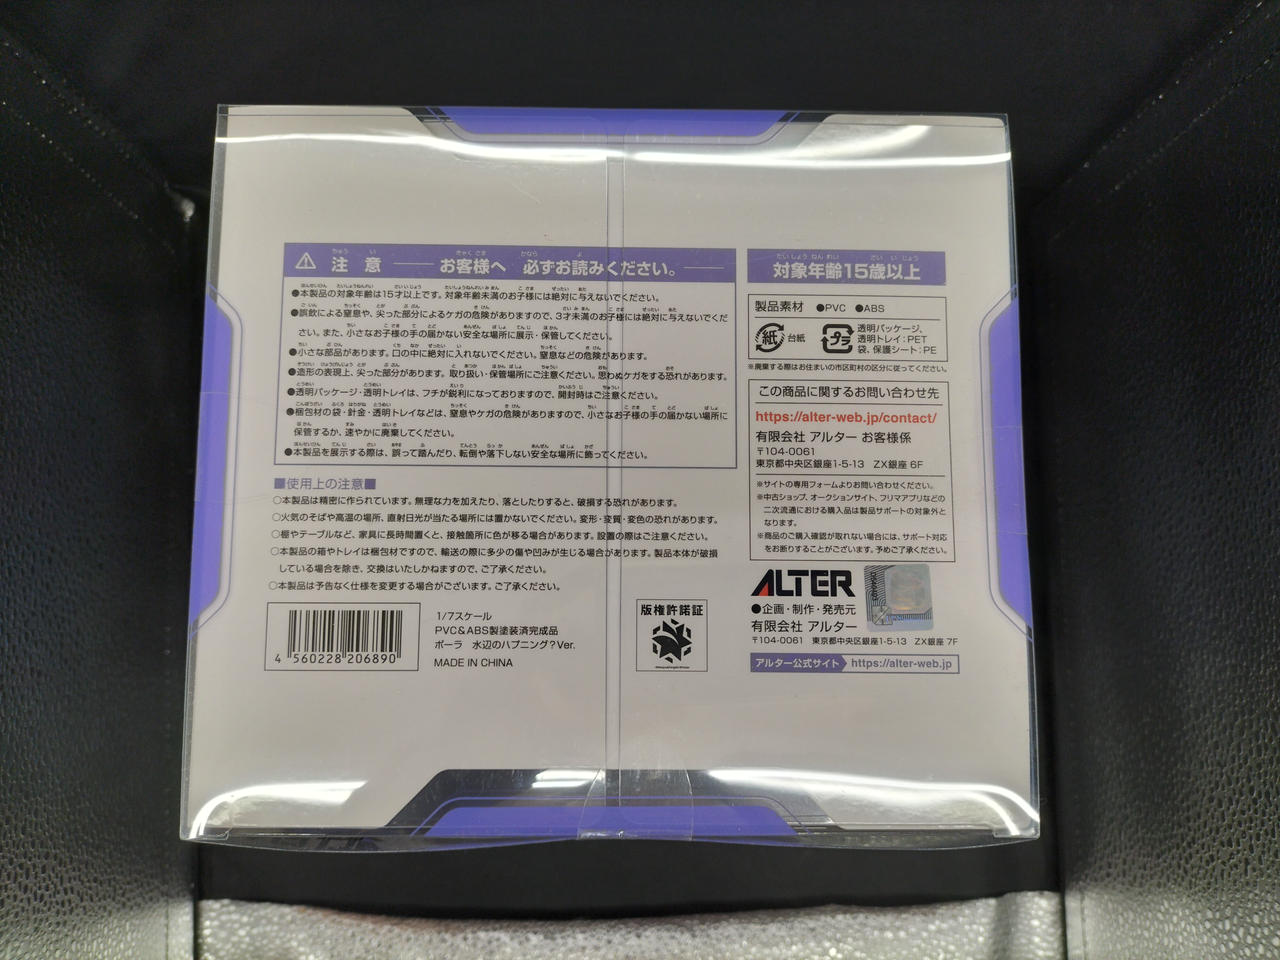 注意 お客様へ 必ずお読みください。
●本製品の対象年齢は15才以上です。対象年齢未満のお子様には絶対に与えないでください。
●誤飲による窒息や、尖った部分によるケガの危険がありますので、3才未満のお子様には絶対に与えないでくだ
さい。また、小さなお子様の手の届かない安全な場所に展示・保管してください。
●小さな部品があります。口の中に絶対に入れないでください。窒息などの危険があります。
●造形の表現上、尖った部分があります。取り扱い・保管場所にご注意ください。思わぬケガをする恐れがあります。
●透明パッケージ・透明トレイは、フチが鋭利になっておりますので、開封時はご注意ください。
●梱包材の袋・針金・透明トレイなどは、窒息やケガの危険がありますので、小さなお子様の手の届かない場所に
保管するか、速やかに廃棄してください。
●本製品を展示する際は、誤って踏んだり、転倒や落下しない安全な場所に飾ってください。
■使用上の注意■
○本製品は精密に作られています。無理な力を加えたり、落としたりすると、破損する恐れがあります。
○火気のそばや高温の場所、直射日光が当たる場所には置かないでください。変形・変質・変色の恐れがあります。
○棚やテーブルなど、家具に長時間置くと、接触箇所に色が移る場合があります。設置の際はご注意ください。
○本製品の箱やトレイは梱包材ですので、輸送の際に多少の傷や凹みが生じる場合があります。製品本体が破損
している場合を除き、交換はいたしかねますので、ご了承ください。
○本製品は予告なく仕様を変更する場合がございます。ご了承ください。
4 560228 206890
1/7スケール
PVC&ABS製塗装済完成品
ポーラ 水辺のハプニング?Ver.
MADE IN CHINA
版権許諾証
対象年齢15歳以上
製品素材 ●PVC ●ABS
紙 台紙
プラ 透明パッケージ、
透明トレイ:PET
袋、保護シート:PE
※廃棄する際はお住まいの市区町村の区分に従ってください。
この商品に関するお問い合わせ先
https://alter-web.jp/contact/
有限会社 アルター お客様係
〒104-0061
東京都中央区銀座1-5-13 ZX銀座 6F
※サイトの専用フォームよりお問い合わせください。
※中古ショップ、オークションサイト、フリマアプリなどの
二次流通における購入品は製品サポートの対象外と
なります。
※商品のご購入確認が取れない場合には、サポート対応
をお断りすることがございます。予めご了承ください。
ALTER
●企画・制作・発売元
有限会社 アルター
〒104-0061 東京都中央区銀座1-5-13 ZX銀座 7F
アルター公式サイト https://alter-web.jp